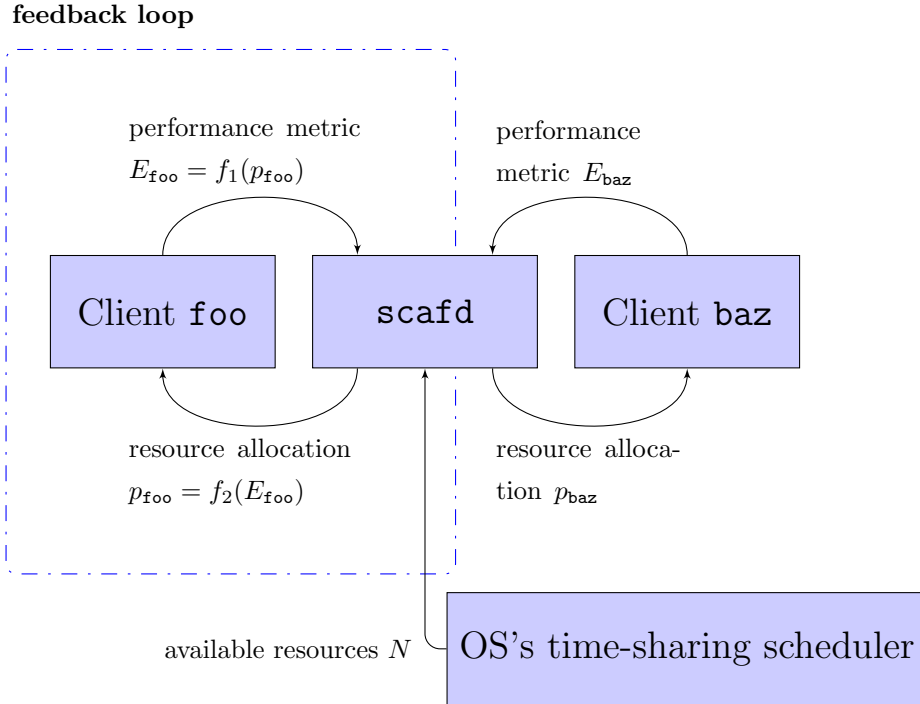 feedback loop
performance metric
E_foo = f_1(p_foo)
performance
metric E_baz
Client foo
scafd
Client baz
resource allocation
p_foo = f_2(E_foo)
resource alloca-
tion p_baz
available resources N
OS's time-sharing scheduler